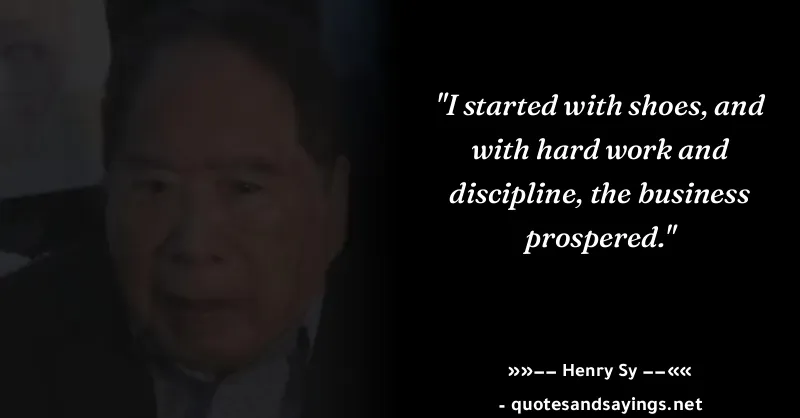 "I started with shoes, and
with hard work and
discipline, the business
prospered."
»»–– Henry Sy ––««
- quotesandsayings.net